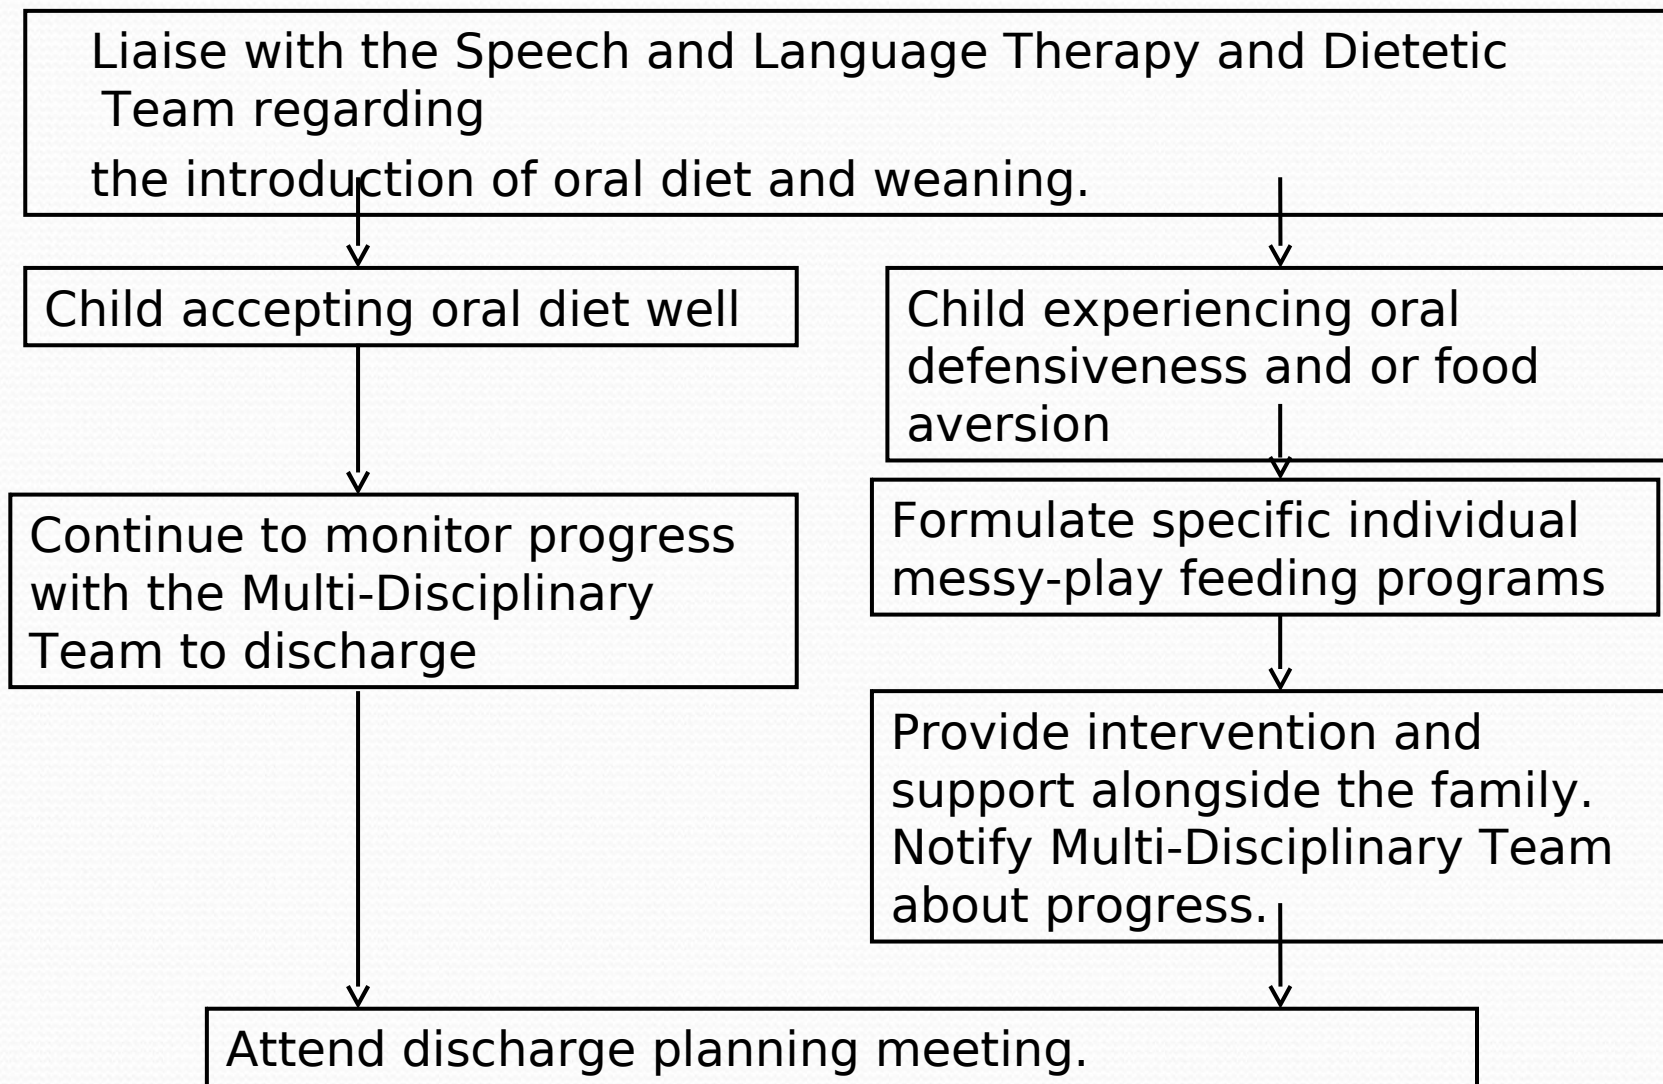 Liaise with the Speech and Language Therapy and Dietetic
Team regarding
the introduction of oral diet and weaning.
Child accepting oral diet well
Child experiencing oral
defensiveness and or food
aversion
Continue to monitor progress
with the Multi-Disciplinary
Team to discharge
Formulate specific individual
messy-play feeding programs
Provide intervention and
support alongside the family.
Notify Multi-Disciplinary Team
about progress.
Attend discharge planning meeting.